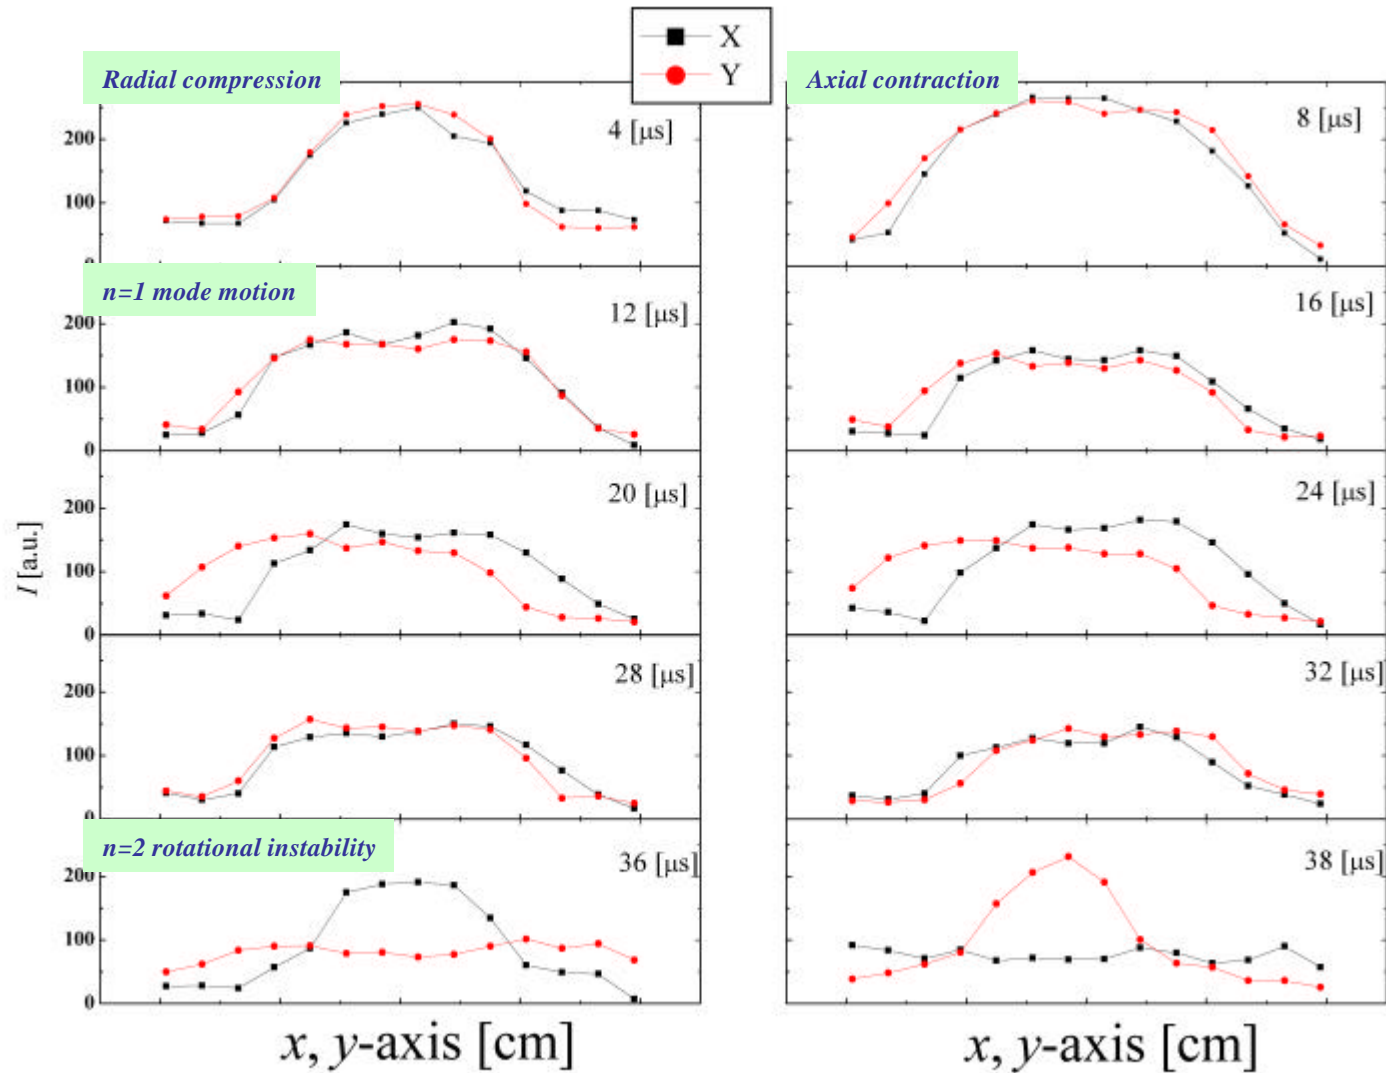 X
Y
Radial compression
Axial contraction
4 [μs]
8 [μs]
200
100
0
n=1 mode motion
12 [μs]
16 [μs]
200
100
0
20 [μs]
24 [μs]
200
100
0
I [a.u.]
28 [μs]
32 [μs]
200
100
0
n=2 rotational instability
36 [μs]
38 [μs]
200
100
0
x, y-axis [cm]
x, y-axis [cm]